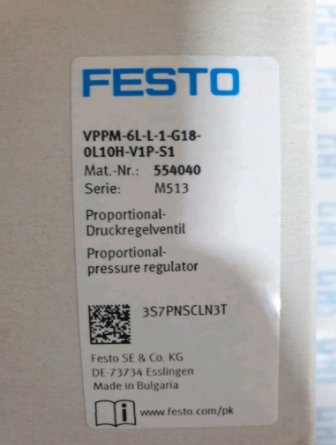 FESTO
VPPM-6L-L-1-G18-
0L10H-V1P-S1
Mat.-Nr.: 554040
Serie: M513
Proportional-
Druckregelventil
Proportional-
pressure regulator
3S7PNSCLN3T
Festo SE & Co. KG
DE-73734 Esslingen
Made in Bulgaria
www.festo.com/pk